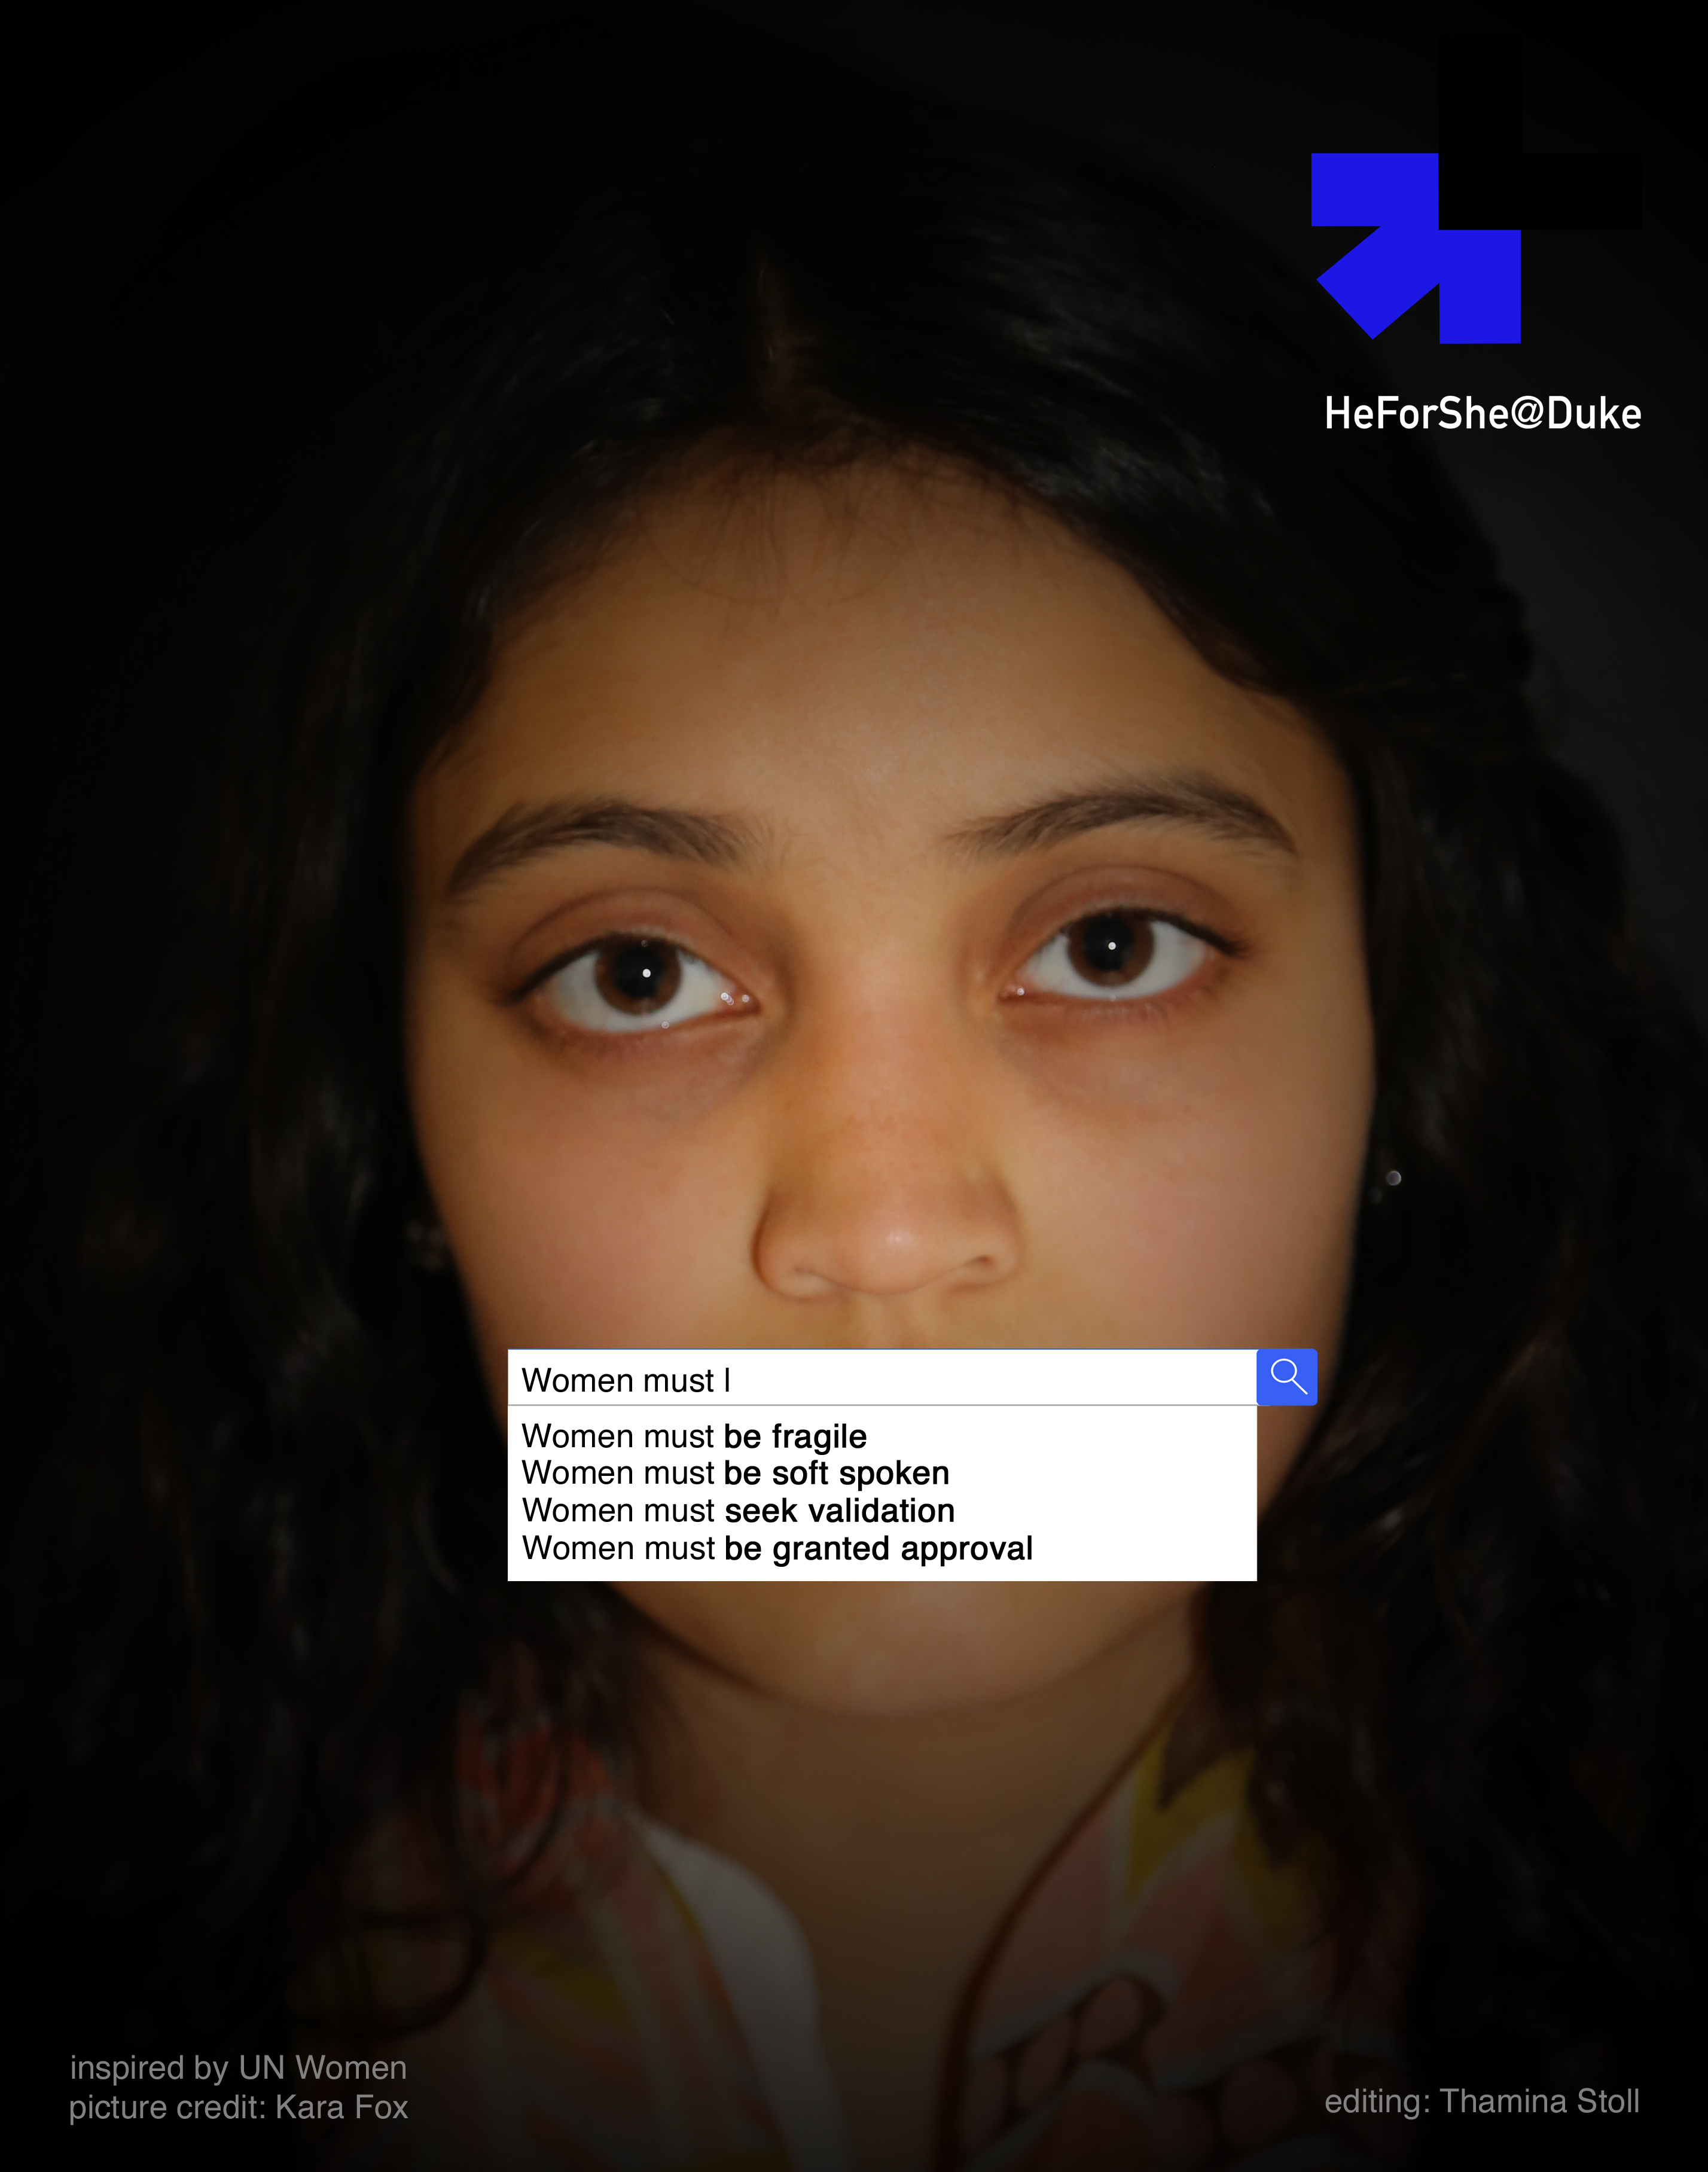 HeForShe@Duke
Women must |
Women must be fragile
Women must be soft spoken
Women must seek validation
Women must be granted approval
inspired by UN Women
picture credit: Kara Fox
editing: Thamina Stoll